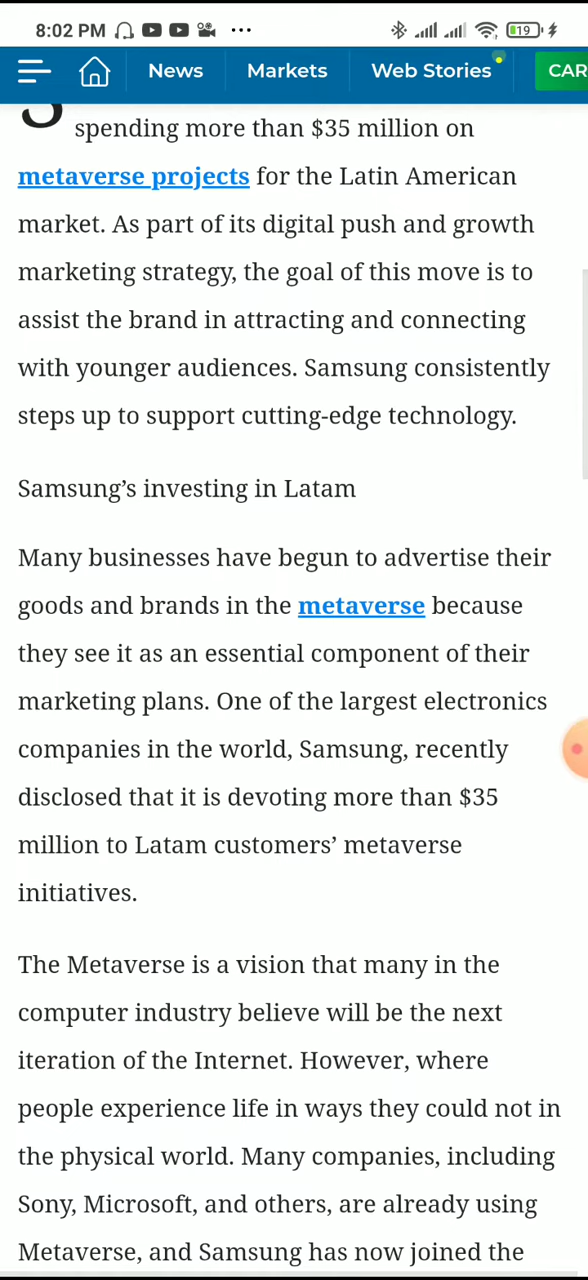 8:02 PM
19
News
Markets
Web Stories
CAR
spending more than $35 million on
metaverse projects for the Latin American
market. As part of its digital push and growth
marketing strategy, the goal of this move is to
assist the brand in attracting and connecting
with younger audiences. Samsung consistently
steps up to support cutting-edge technology.
Samsung’s investing in Latam
Many businesses have begun to advertise their
goods and brands in the metaverse because
they see it as an essential component of their
marketing plans. One of the largest electronics
companies in the world, Samsung, recently
disclosed that it is devoting more than $35
million to Latam customers’ metaverse
initiatives.
The Metaverse is a vision that many in the
computer industry believe will be the next
iteration of the Internet. However, where
people experience life in ways they could not in
the physical world. Many companies, including
Sony, Microsoft, and others, are already using
Metaverse, and Samsung has now joined the